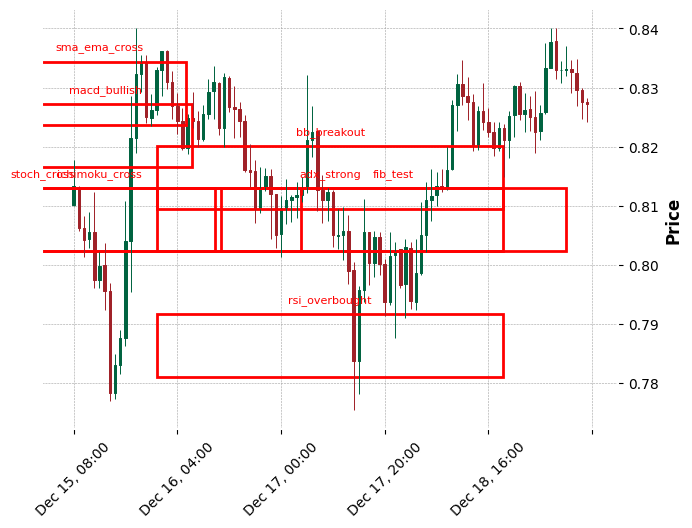 sma_ema_cross
macd_bullish
bb_breakout
stoch_cross
ichimoku_cross
adx_strong
fib_test
rsi_overbought
0.84
0.83
0.82
0.81
0.80
0.79
0.78
Price
Dec 15, 08:00
Dec 16, 04:00
Dec 17, 00:00
Dec 17, 20:00
Dec 18, 16:00